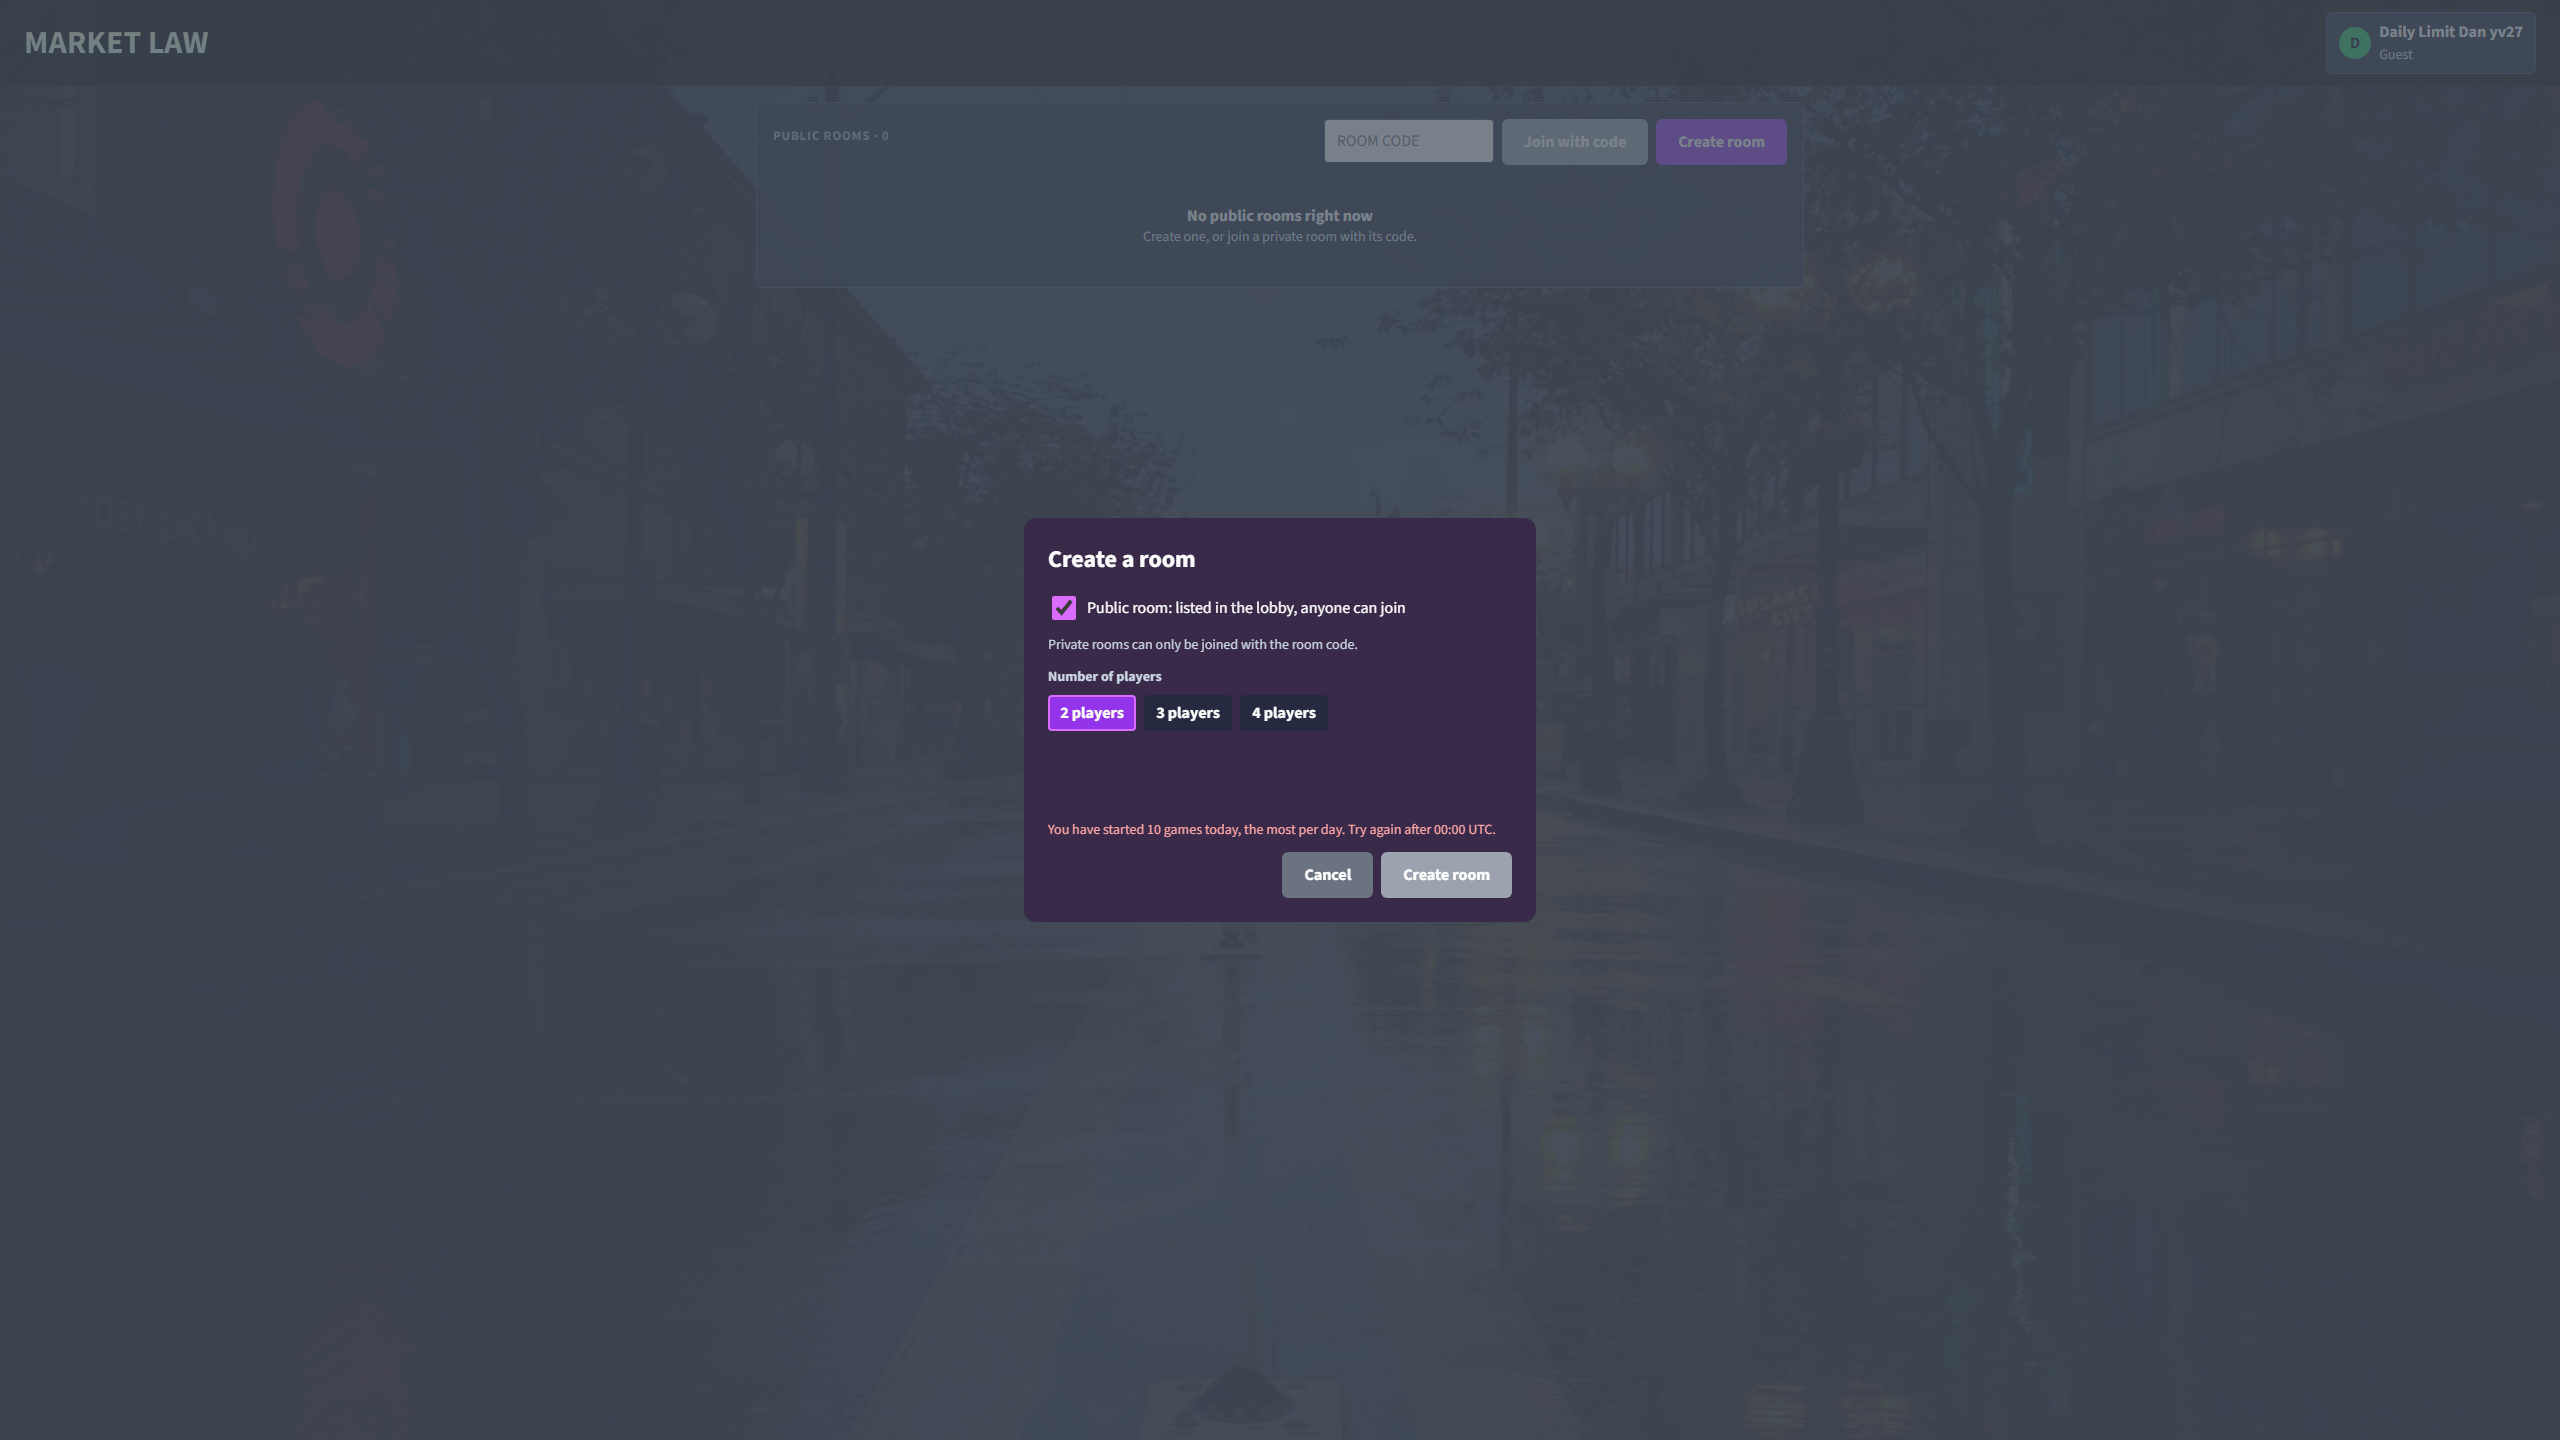 MARKET LAW
D
Daily Limit Dan yv27
Guest
PUBLIC ROOMS · 0
ROOM CODE
Join with code
Create room
No public rooms right now
Create one, or join a private room with its code.
order pickup
SNEAKER
CITY
Create a room
Public room: listed in the lobby, anyone can join
Private rooms can only be joined with the room code.
Number of players
2 players
3 players
4 players
You have started 10 games today, the most per day. Try again after 00:00 UTC.
Cancel
Create room